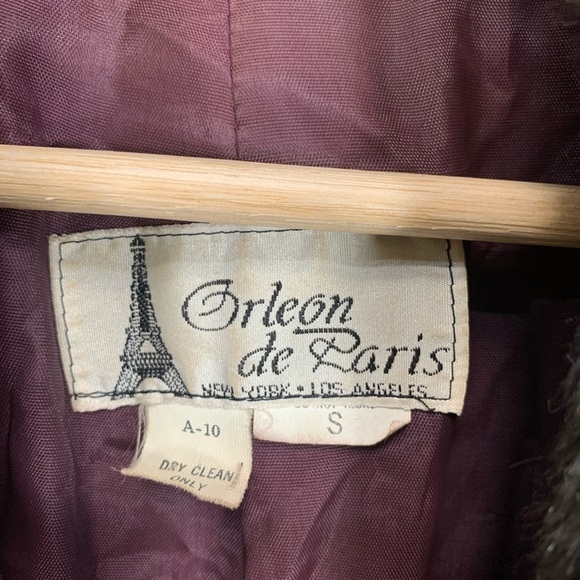 Orleon
de Paris
NEW YORK • LOS ANGELES
A-10
DRY CLEAN
ONLY
S